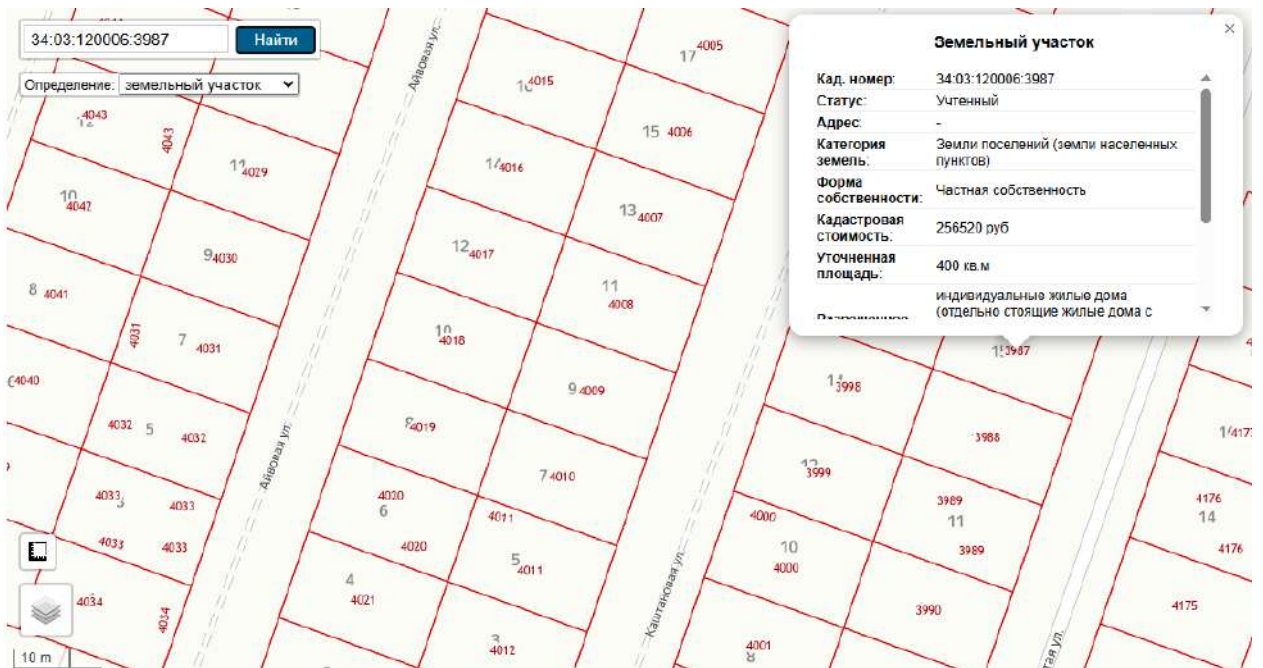 34:03:120006:3987
Найти
Определение: земельный участок
Земельный участок
Кад. номер: 34:03:120006:3987
Статус: Учтенный
Адрес: -
Категория земель: Земли поселений (земли населенных
пунктов)
Форма собственности: Частная собственность
Кадастровая стоимость: 256520 руб
Уточненная площадь: 400 кв.м
индивидуальные жилые дома
(отдельно стоящие жилые дома с
Айвовая ул.
17 4005
4015
4043
4043
15 4006
11 4029
14 4016
10 4042
13 4007
9 4030
12 4017
8 4041
11 4008
4031
7 4031
10 4018
3987
4040
9 4009
3998
4032 5 4032
8 4019
3988
Айвовая ул.
7 4010
3999
4033 4033
4020
6
4011
4000
3989
11
4176
14
4033 4033
4020
5 4011
10
4000
3989
4176
4034
4034
4
4021
Каштановая ул.
3990
4175
3
4012
4001
8
10 m